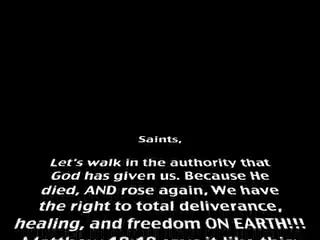 Saints,
Let's walk in the authority that
God has given us. Because He
died, AND rose again, We have
the right to total deliverance,
healing, and freedom ON EARTH!!!
Matthew 18:18 says it like this: